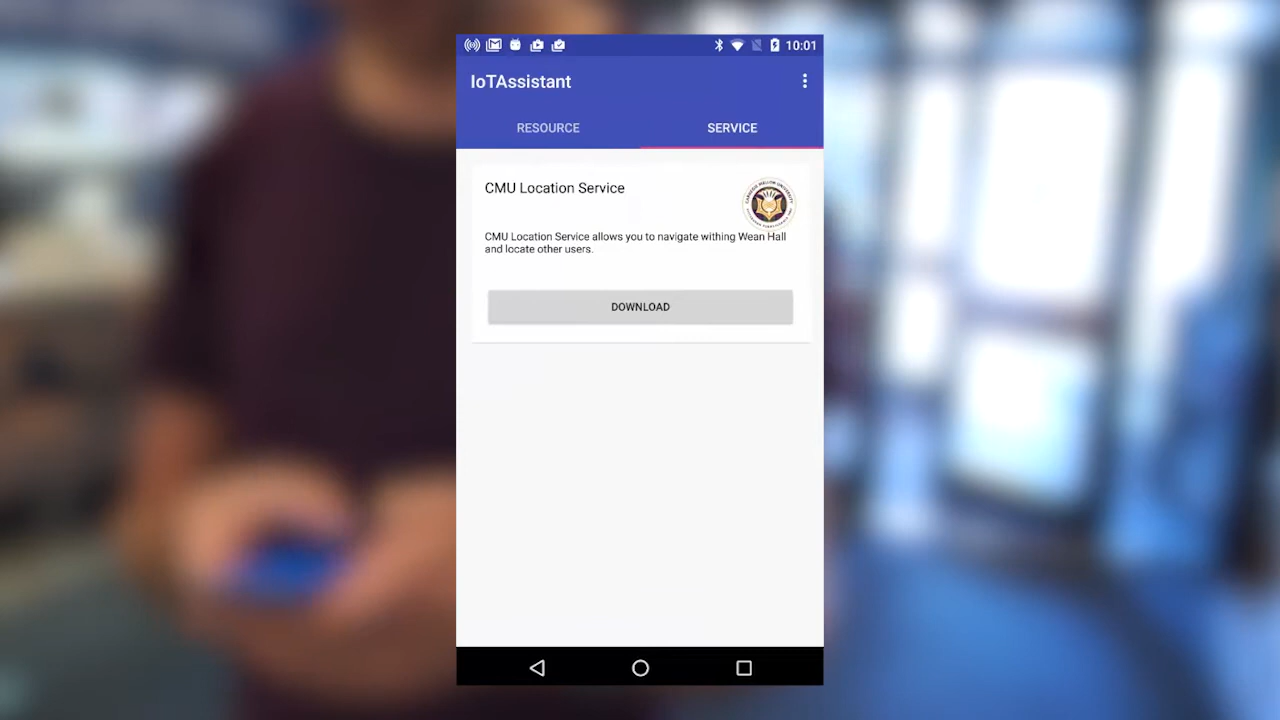 10:01
IoTAssistant
RESOURCE
SERVICE
CMU Location Service
CMU Location Service allows you to navigate withing Wean Hall
and locate other users.
DOWNLOAD